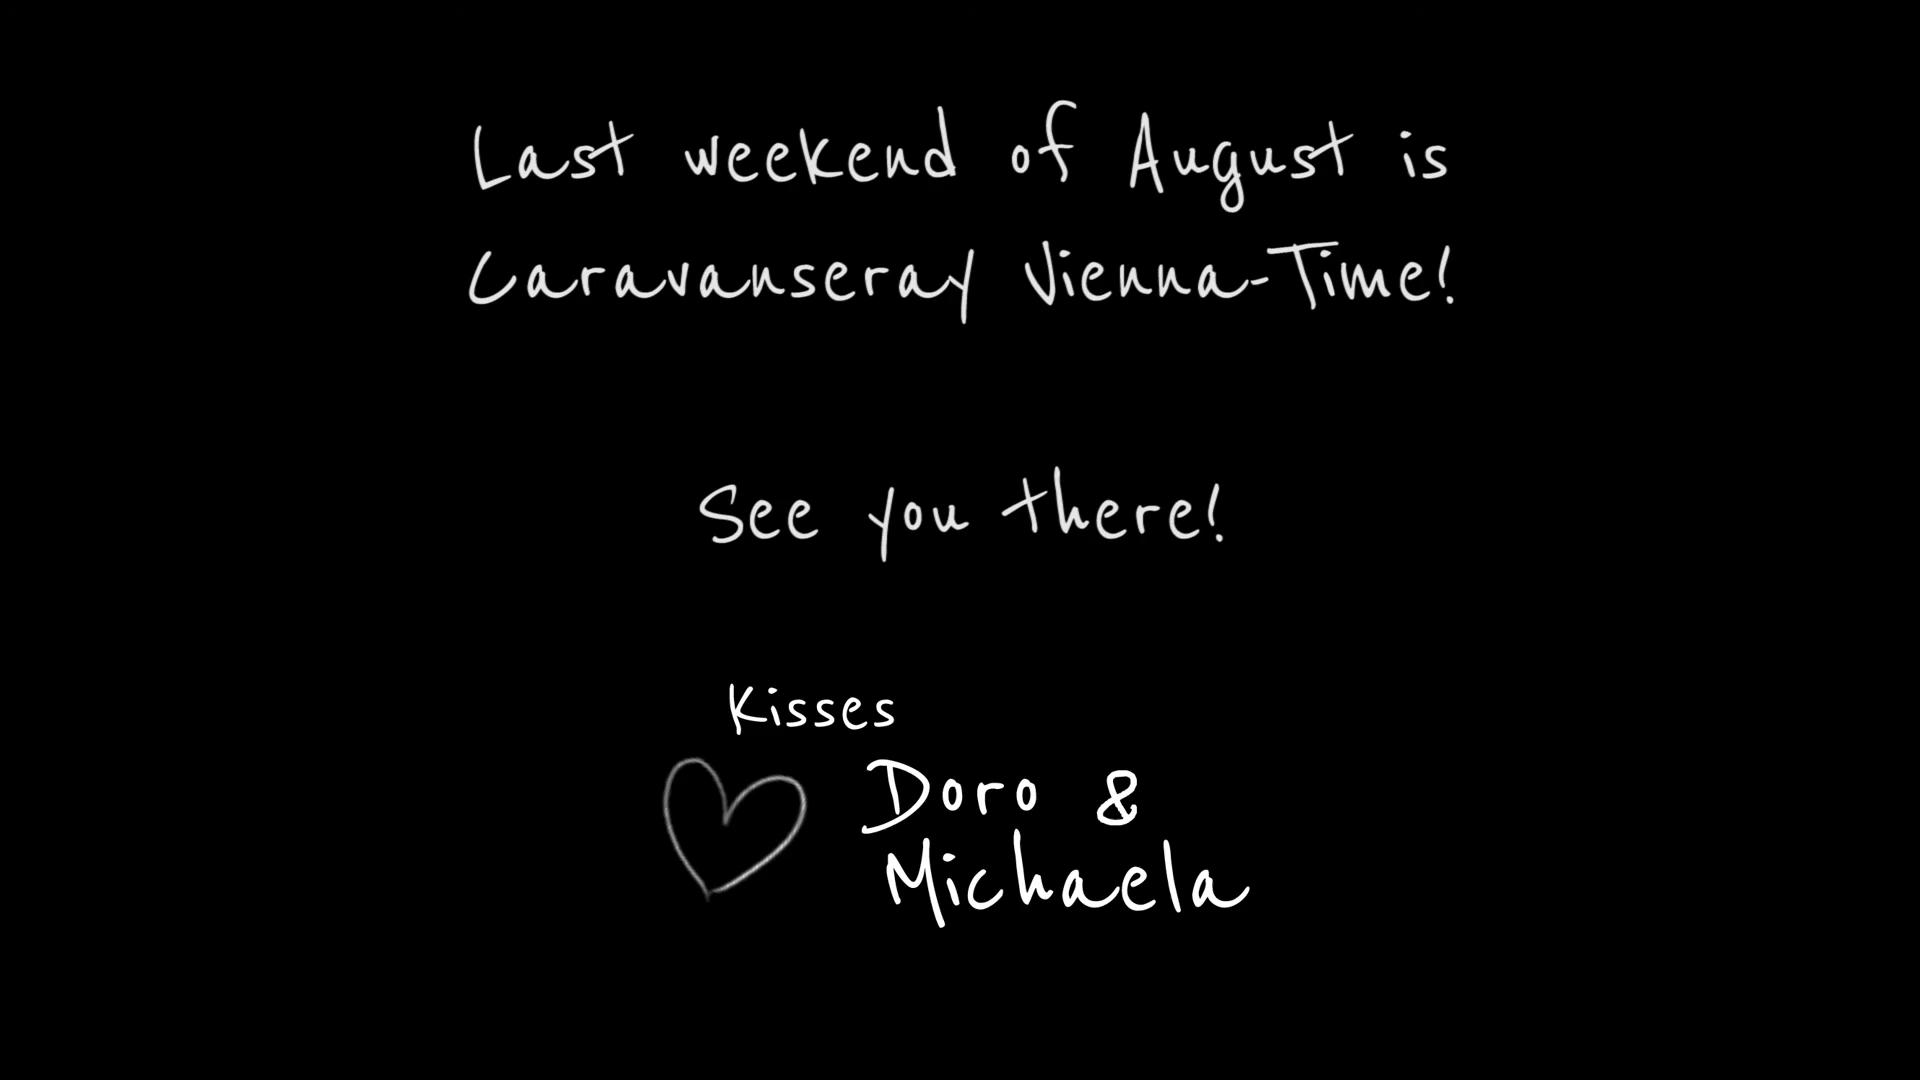 Last weekend of August is
Caravanseray Vienna-Time!
See you there!
Kisses
Doro &
Michaela